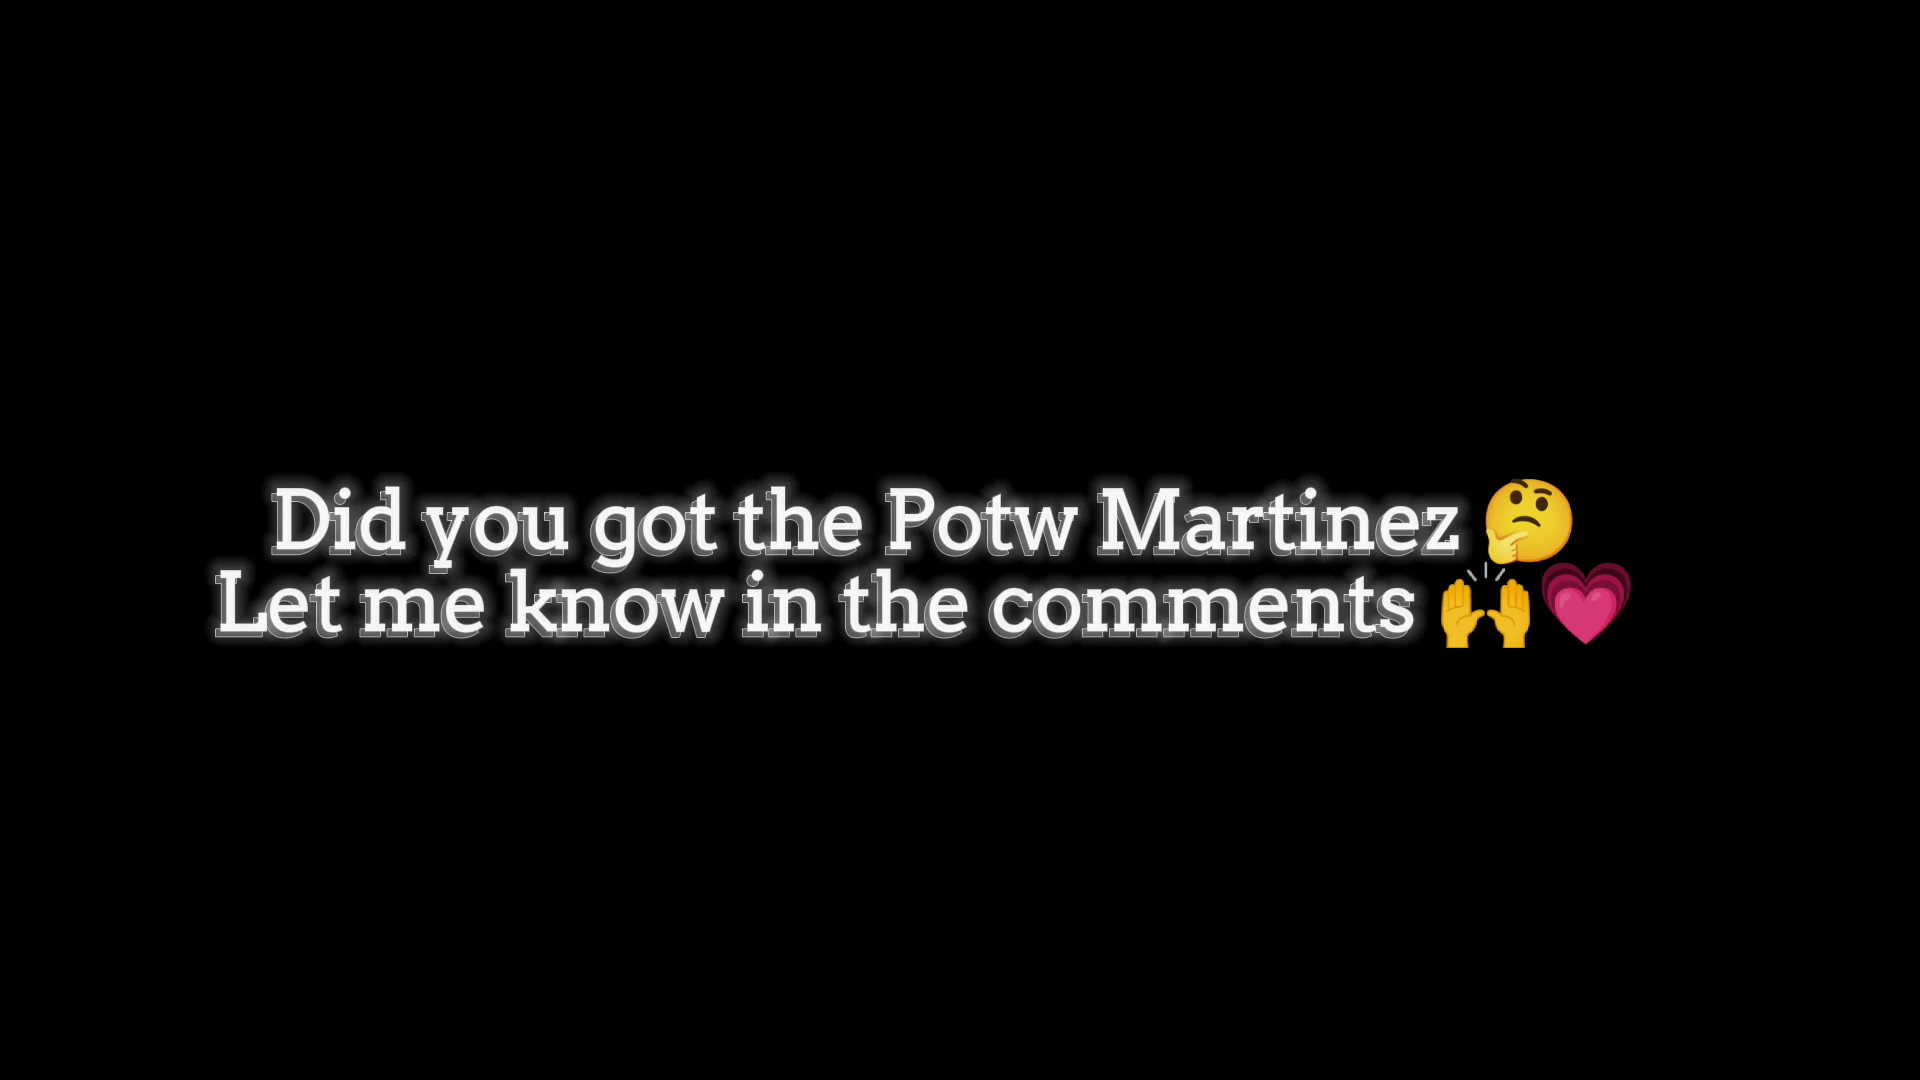 Did you got the Potw Martinez 🤔
Let me know in the comments 🙌💗